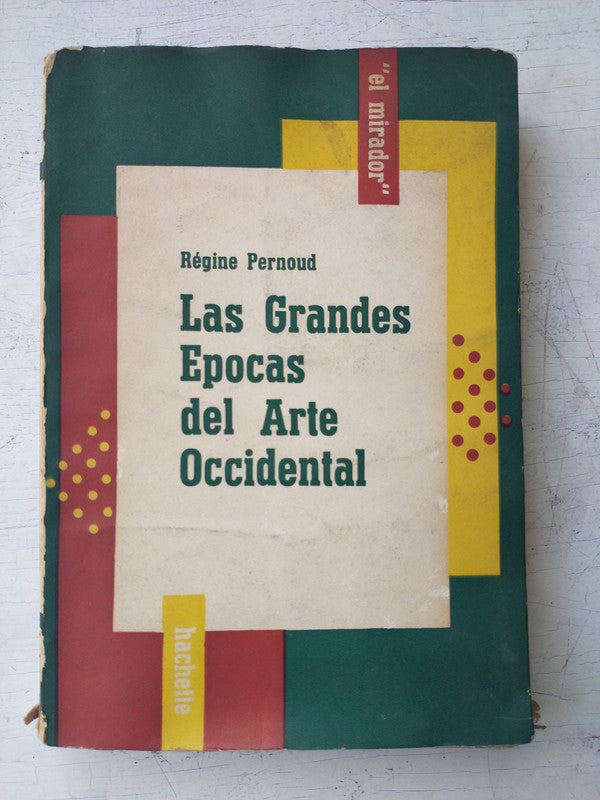 "el mirador"
Régine Pernoud
Las Grandes
Epocas
del Arte
Occidental
hachette